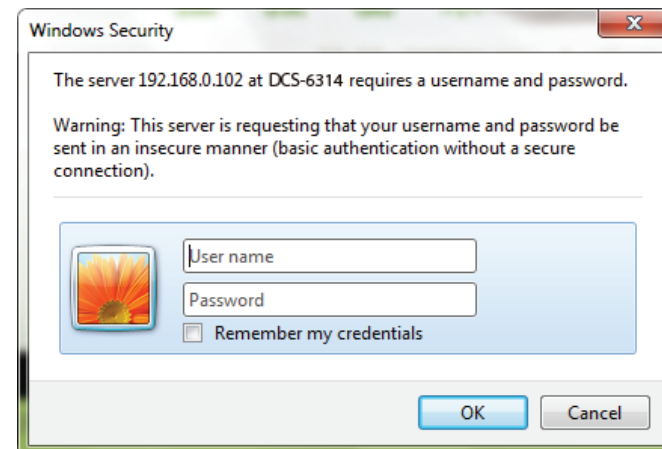 Windows Security
The server 192.168.0.102 at DCS-6314 requires a username and password.
Warning: This server is requesting that your username and password be
sent in an insecure manner (basic authentication without a secure
connection).
User name
Password
Remember my credentials
OK
Cancel